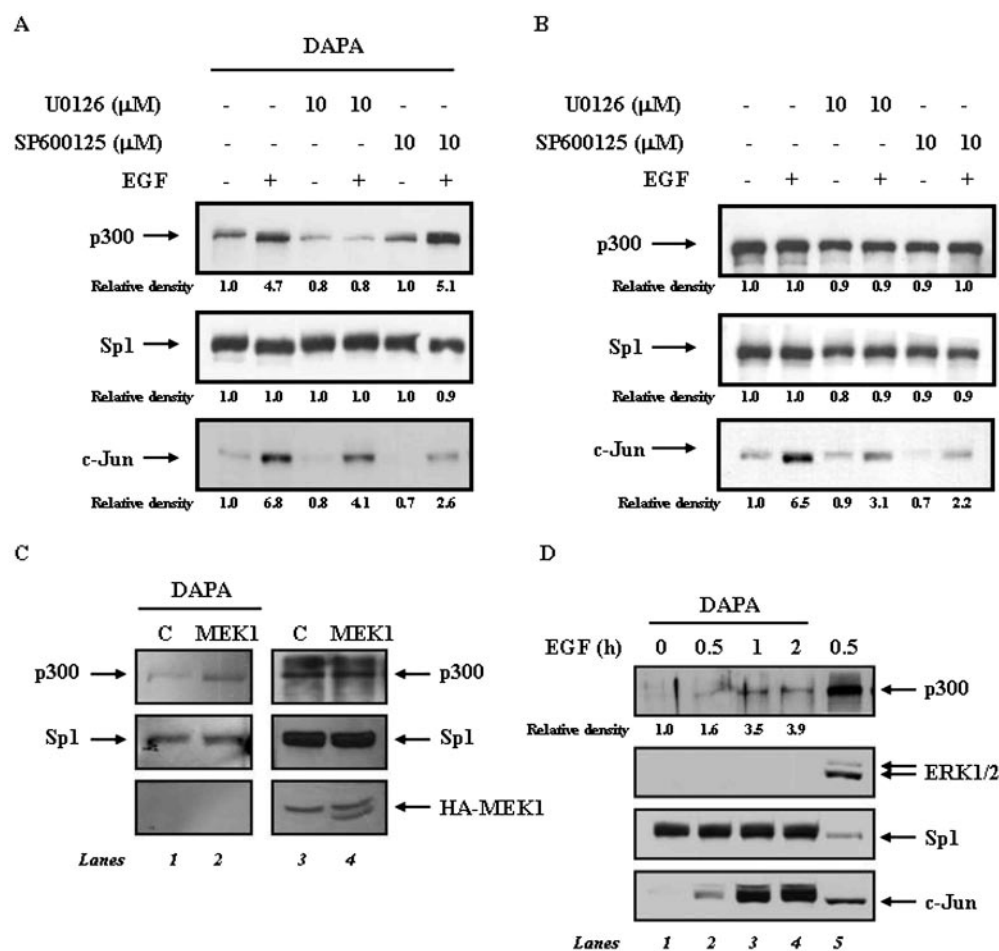 A
DAPA
U0126 (μM) - - 10 10 - -
SP600125 (μM) - - - - 10 10
EGF - + - + - +
p300
Relative density 1.0 4.7 0.8 0.8 1.0 5.1
Sp1
Relative density 1.0 1.0 1.0 1.0 1.0 0.9
c-Jun
Relative density 1.0 6.8 0.8 4.1 0.7 2.6
B
U0126 (μM) - - 10 10 - -
SP600125 (μM) - - - - 10 10
EGF - + - + - +
p300
Relative density 1.0 1.0 0.9 0.9 0.9 1.0
Sp1
Relative density 1.0 1.0 0.8 0.9 0.9 0.9
c-Jun
Relative density 1.0 6.5 0.9 3.1 0.7 2.2
C
DAPA
C MEK1 C MEK1
p300 p300
Sp1 Sp1
HA-MEK1
Lanes 1 2 3 4
D
DAPA
EGF (h) 0 0.5 1 2 0.5
p300
Relative density 1.0 1.6 3.5 3.9
ERK1/2
Sp1
c-Jun
Lanes 1 2 3 4 5